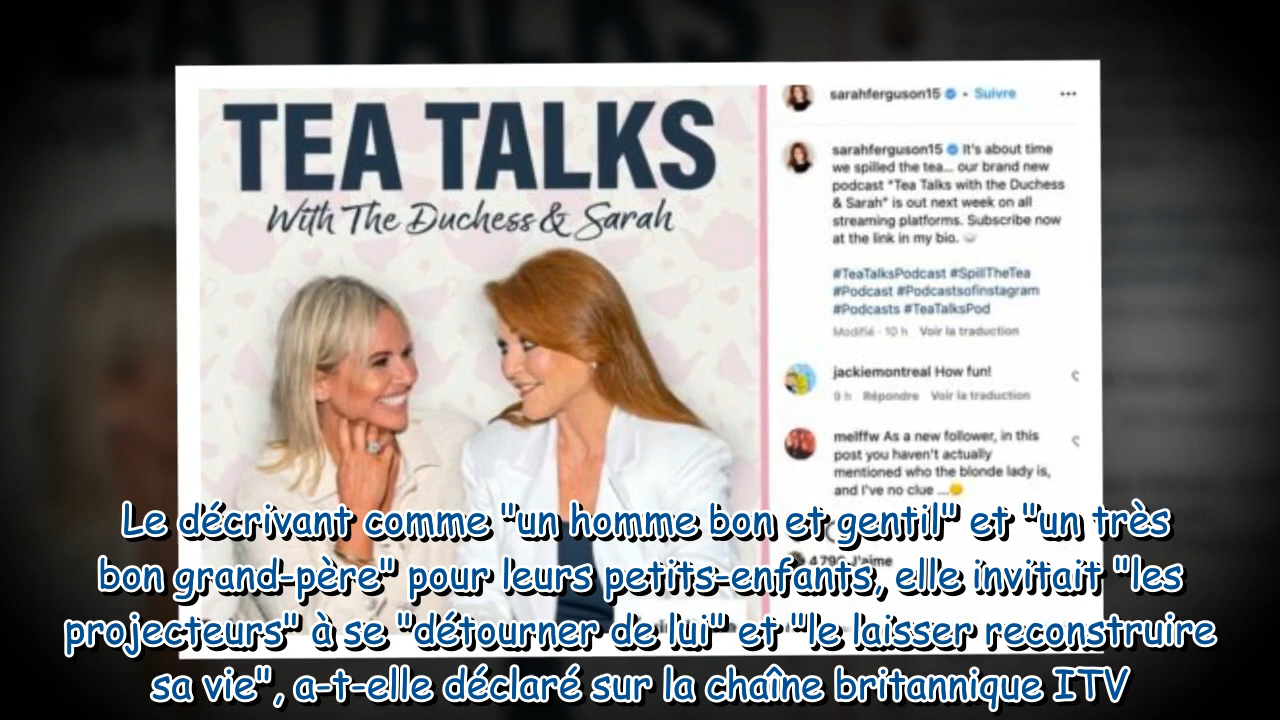 TEA TALKS
With The Duchess & Sarah
sarahferguson15 • Suivre
sarahferguson15 It's about time
we spilled the tea... our brand new
podcast "Tea Talks with the Duchess
& Sarah" is out next week on all
streaming platforms. Subscribe now
at the link in my bio.
#TeaTalksPodcast #SpillTheTea
#Podcast #Podcastsofinstagram
#Podcasts #TeaTalksPod
Modifié · 10 h Voir la traduction
jackiemontreal How fun!
9 h Répondre Voir la traduction
melffw As a new follower, in this
post you haven't actually
mentioned who the blonde lady is,
and I've no clue ...
J'aime
Le décrivant comme "un homme bon et gentil" et "un très
bon grand-père" pour leurs petits-enfants, elle invitait "les
projecteurs" à se "détourner de lui" et "le laisser reconstruire
sa vie", a-t-elle déclaré sur la chaîne britannique ITV